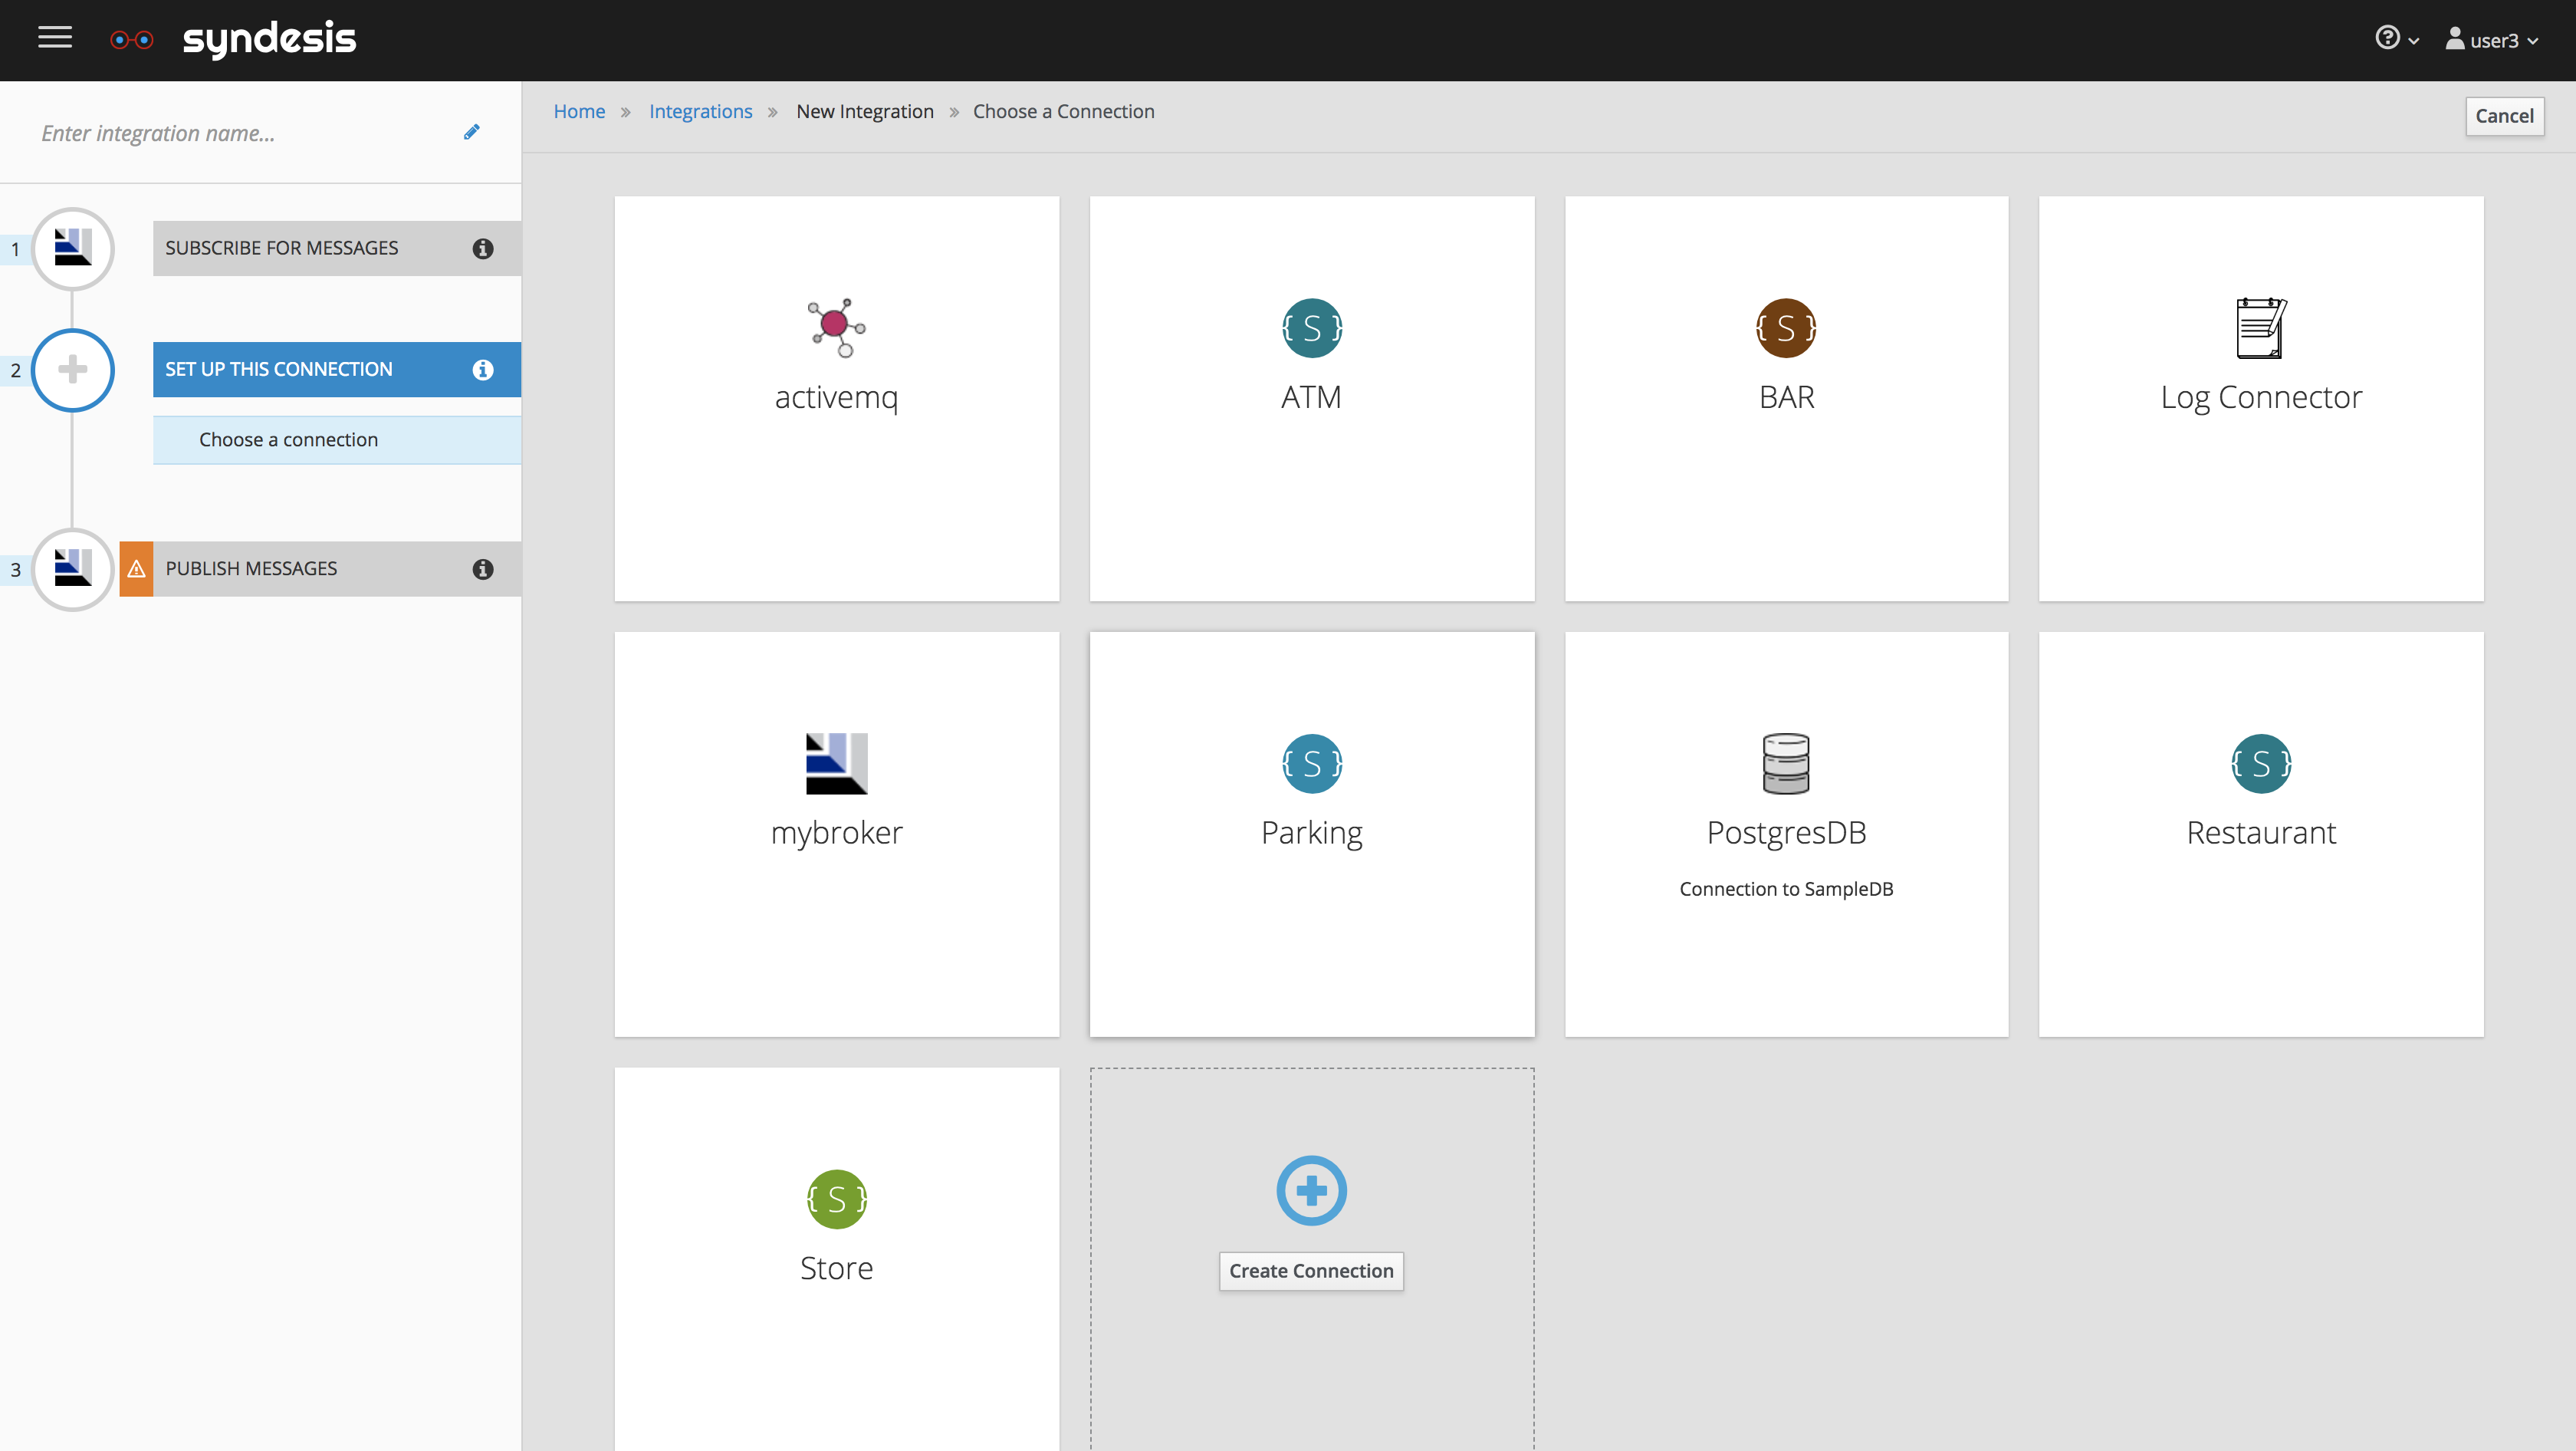 syndesis
user3
Enter integration name...
Home » Integrations » New Integration » Choose a Connection
Cancel
1
SUBSCRIBE FOR MESSAGES
2
SET UP THIS CONNECTION
Choose a connection
3
PUBLISH MESSAGES
activemq
{ S }
ATM
{ S }
BAR
Log Connector
mybroker
{ S }
Parking
PostgresDB
Connection to SampleDB
{ S }
Restaurant
{ S }
Store
Create Connection